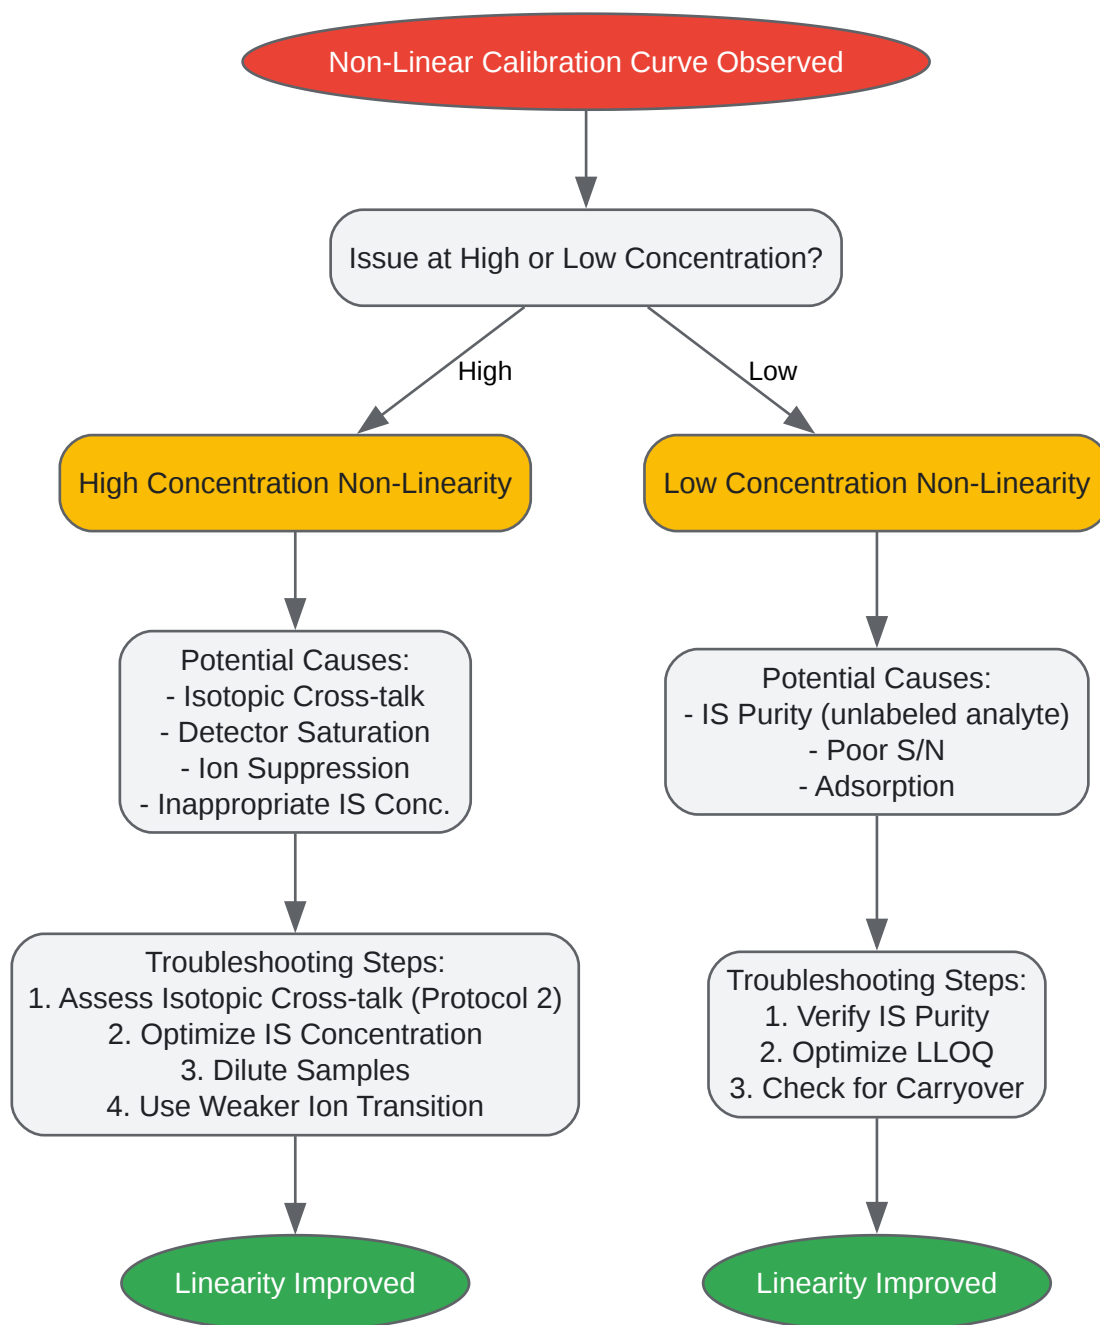 Non-Linear Calibration Curve Observed
Issue at High or Low Concentration?
High
Low
High Concentration Non-Linearity
Low Concentration Non-Linearity
Potential Causes:
- Isotopic Cross-talk
- Detector Saturation
- Ion Suppression
- Inappropriate IS Conc.
Potential Causes:
- IS Purity (unlabeled analyte)
- Poor S/N
- Adsorption
Troubleshooting Steps:
1. Assess Isotopic Cross-talk (Protocol 2)
2. Optimize IS Concentration
3. Dilute Samples
4. Use Weaker Ion Transition
Troubleshooting Steps:
1. Verify IS Purity
2. Optimize LLOQ
3. Check for Carryover
Linearity Improved
Linearity Improved